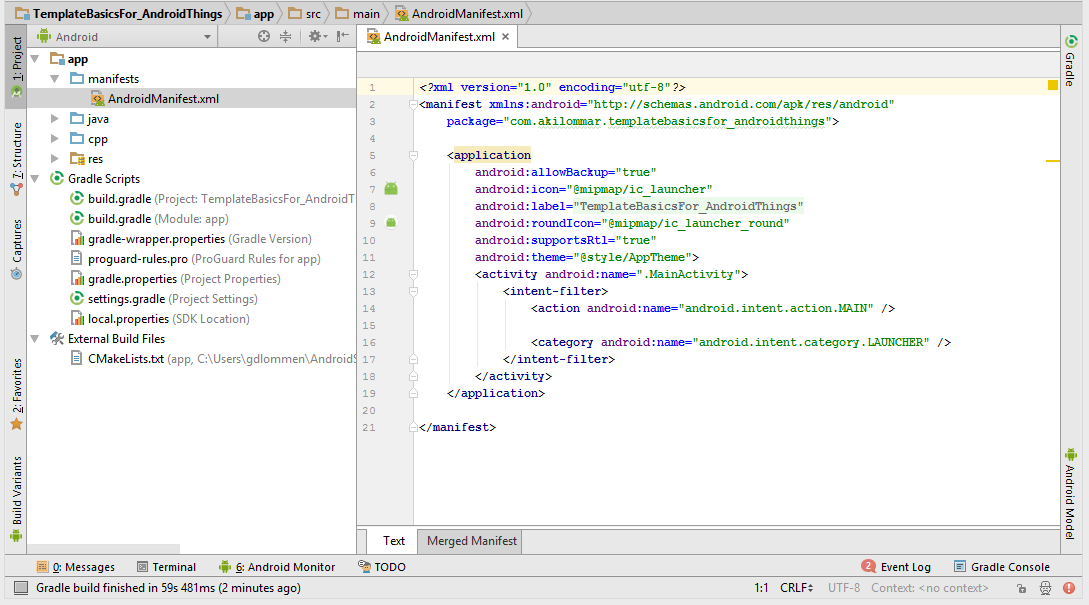 TemplateBasicsFor_AndroidThings app src main AndroidManifest.xml
Android
AndroidManifest.xml
1: Project
7: Structure
Captures
2: Favorites
Build Variants
app
manifests
AndroidManifest.xml
java
cpp
res
Gradle Scripts
build.gradle (Project: TemplateBasicsFor_AndroidT
build.gradle (Module: app)
gradle-wrapper.properties (Gradle Version)
proguard-rules.pro (ProGuard Rules for app)
gradle.properties (Project Properties)
settings.gradle (Project Settings)
local.properties (SDK Location)
External Build Files
CMakeLists.txt (app, C:\Users\gdlommen\AndroidS
1 <?xml version="1.0" encoding="utf-8"?>
2 <manifest xmlns:android="http://schemas.android.com/apk/res/android"
3 package="com.akilommar.templatebasicsfor_androidthings">
4
5 <application
6 android:allowBackup="true"
7 android:icon="@mipmap/ic_launcher"
8 android:label="TemplateBasicsFor_AndroidThings"
9 android:roundIcon="@mipmap/ic_launcher_round"
10 android:supportsRtl="true"
11 android:theme="@style/AppTheme">
12 <activity android:name=".MainActivity">
13 <intent-filter>
14 <action android:name="android.intent.action.MAIN" />
15
16 <category android:name="android.intent.category.LAUNCHER" />
17 </intent-filter>
18 </activity>
19 </application>
20
21 </manifest>
Gradle
Android Model
Text Merged Manifest
0: Messages Terminal 6: Android Monitor TODO 2 Event Log Gradle Console
Gradle build finished in 59s 481ms (2 minutes ago) 1:1 CRLF UTF-8 Context: <no context>